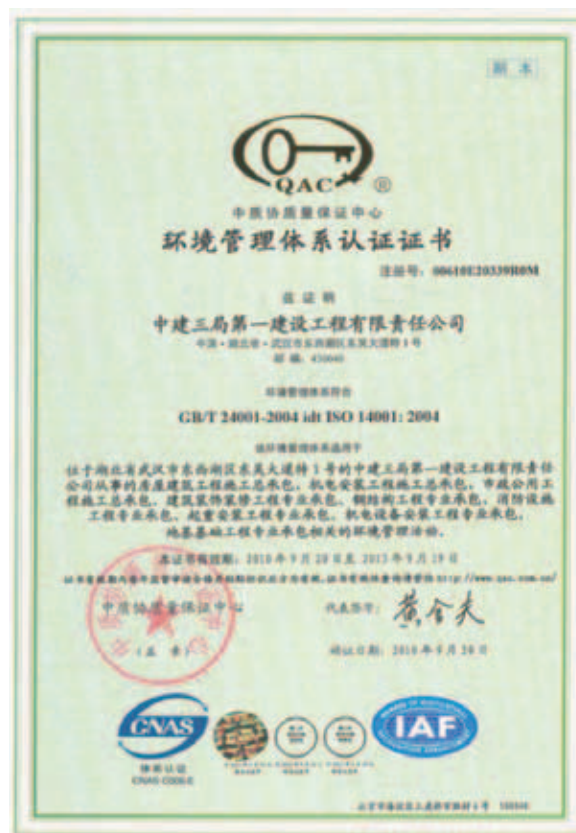 副本
QAC
®
中质协质量保证中心
环境管理体系认证证书
注册号：00610E20339R0M
兹证明
中建三局第一建设工程有限责任公司
中国·湖北省·武汉市东西湖区东吴大道特1号
邮编：430040
环境管理体系符合
GB/T 24001-2004 idt ISO 14001: 2004
该环境管理体系适用于
位于湖北省武汉市东西湖区东吴大道特1号的中建三局第一建设工程有限责任
公司从事的房屋建筑工程施工总承包、机电安装工程施工总承包、市政公用工
程施工总承包、建筑装饰装修工程专业承包、钢结构工程专业承包、消防设施
工程专业承包、起重安装工程专业承包、机电设备安装工程专业承包、
地基基础工程专业承包相关的环境管理活动。
本证书有效期：2010年9月20日至2013年9月19日
中质协质量保证中心
代表签字：
（盖章）
颁证日期：2010年9月20日
CNAS
IAF
体系认证
CNAS C006-E